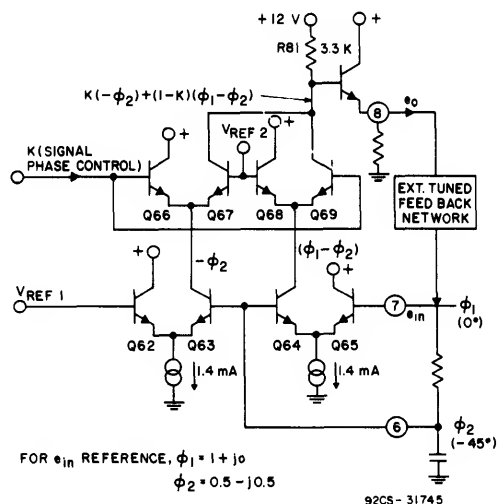 +12 V
R81
3.3 K
+
K(-ϕ2)+(1-K)(ϕ1-ϕ2)
8
eo
K(SIGNAL
PHASE CONTROL)
+
VREF 2
+
EXT. TUNED
FEED BACK
NETWORK
Q66
Q67
Q68
Q69
-ϕ2
(ϕ1-ϕ2)
+
+
VREF 1
7
ein
ϕ1
(0°)
Q62
Q63
Q64
Q65
1.4 mA
1.4 mA
6
ϕ2
(-45°)
FOR ein REFERENCE, ϕ1 = 1 + jo
ϕ2 = 0.5 - j0.5
92CS-31745